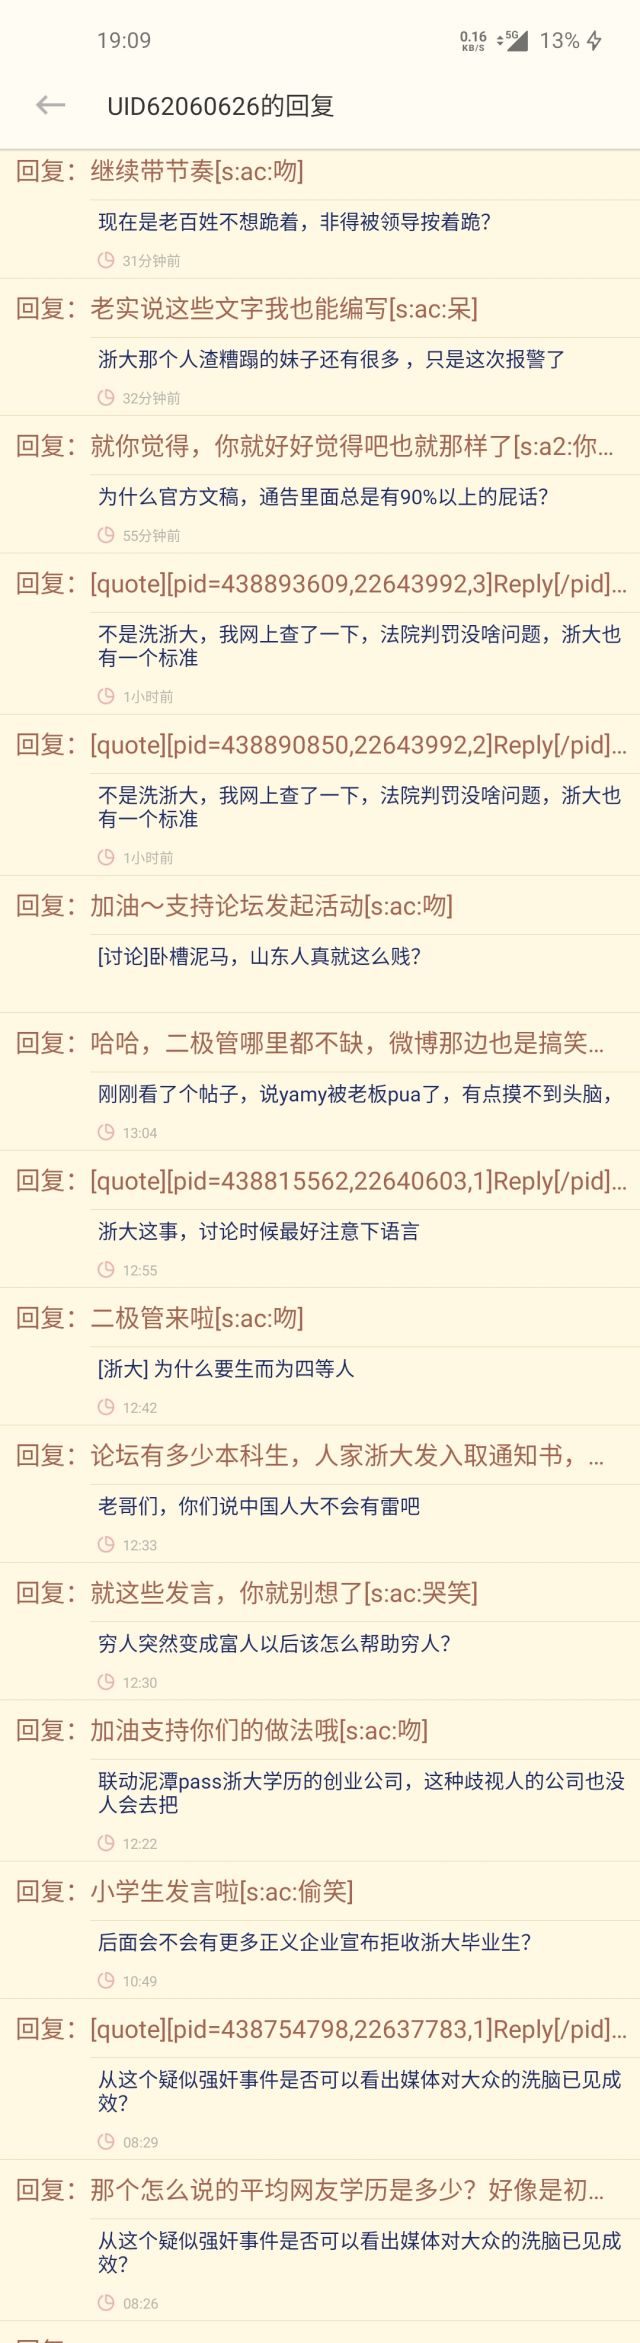 19:09
0.16 KB/S 5G 13%
UID62060626的回复
回复：继续带节奏[s:ac:吻]
现在是老百姓不想跪着，非得被领导按着跪？
31分钟前
回复：老实说这些文字我也能编写[s:ac:呆]
浙大那个人渣糟蹋的妹子还有很多 ，只是这次报警了
32分钟前
回复：就你觉得，你就好好觉得吧也就那样了[s:a2:你...
为什么官方文稿，通告里面总是有90%以上的屁话？
55分钟前
回复：[quote][pid=438893609,22643992,3]Reply[/pid]...
不是洗浙大，我网上查了一下，法院判罚没啥问题，浙大也
有一个标准
1小时前
回复：[quote][pid=438890850,22643992,2]Reply[/pid]...
不是洗浙大，我网上查了一下，法院判罚没啥问题，浙大也
有一个标准
1小时前
回复：加油～支持论坛发起活动[s:ac:吻]
[讨论]卧槽泥马，山东人真就这么贱？
回复：哈哈，二极管哪里都不缺，微博那边也是搞笑...
刚刚看了个帖子，说yamy被老板pua了，有点摸不到头脑，
13:04
回复：[quote][pid=438815562,22640603,1]Reply[/pid]...
浙大这事，讨论时候最好注意下语言
12:55
回复：二极管来啦[s:ac:吻]
[浙大] 为什么要生而为四等人
12:42
回复：论坛有多少本科生，人家浙大发入取通知书，...
老哥们，你们说中国人大不会有雷吧
12:33
回复：就这些发言，你就别想了[s:ac:哭笑]
穷人突然变成富人以后该怎么帮助穷人？
12:30
回复：加油支持你们的做法哦[s:ac:吻]
联动泥潭pass浙大学历的创业公司，这种歧视人的公司也没
人会去把
12:22
回复：小学生发言啦[s:ac:偷笑]
后面会不会有更多正义企业宣布拒收浙大毕业生？
10:49
回复：[quote][pid=438754798,22637783,1]Reply[/pid]...
从这个疑似强奸事件是否可以看出媒体对大众的洗脑已见成
效？
08:29
回复：那个怎么说的平均网友学历是多少？好像是初...
从这个疑似强奸事件是否可以看出媒体对大众的洗脑已见成
效？
08:26